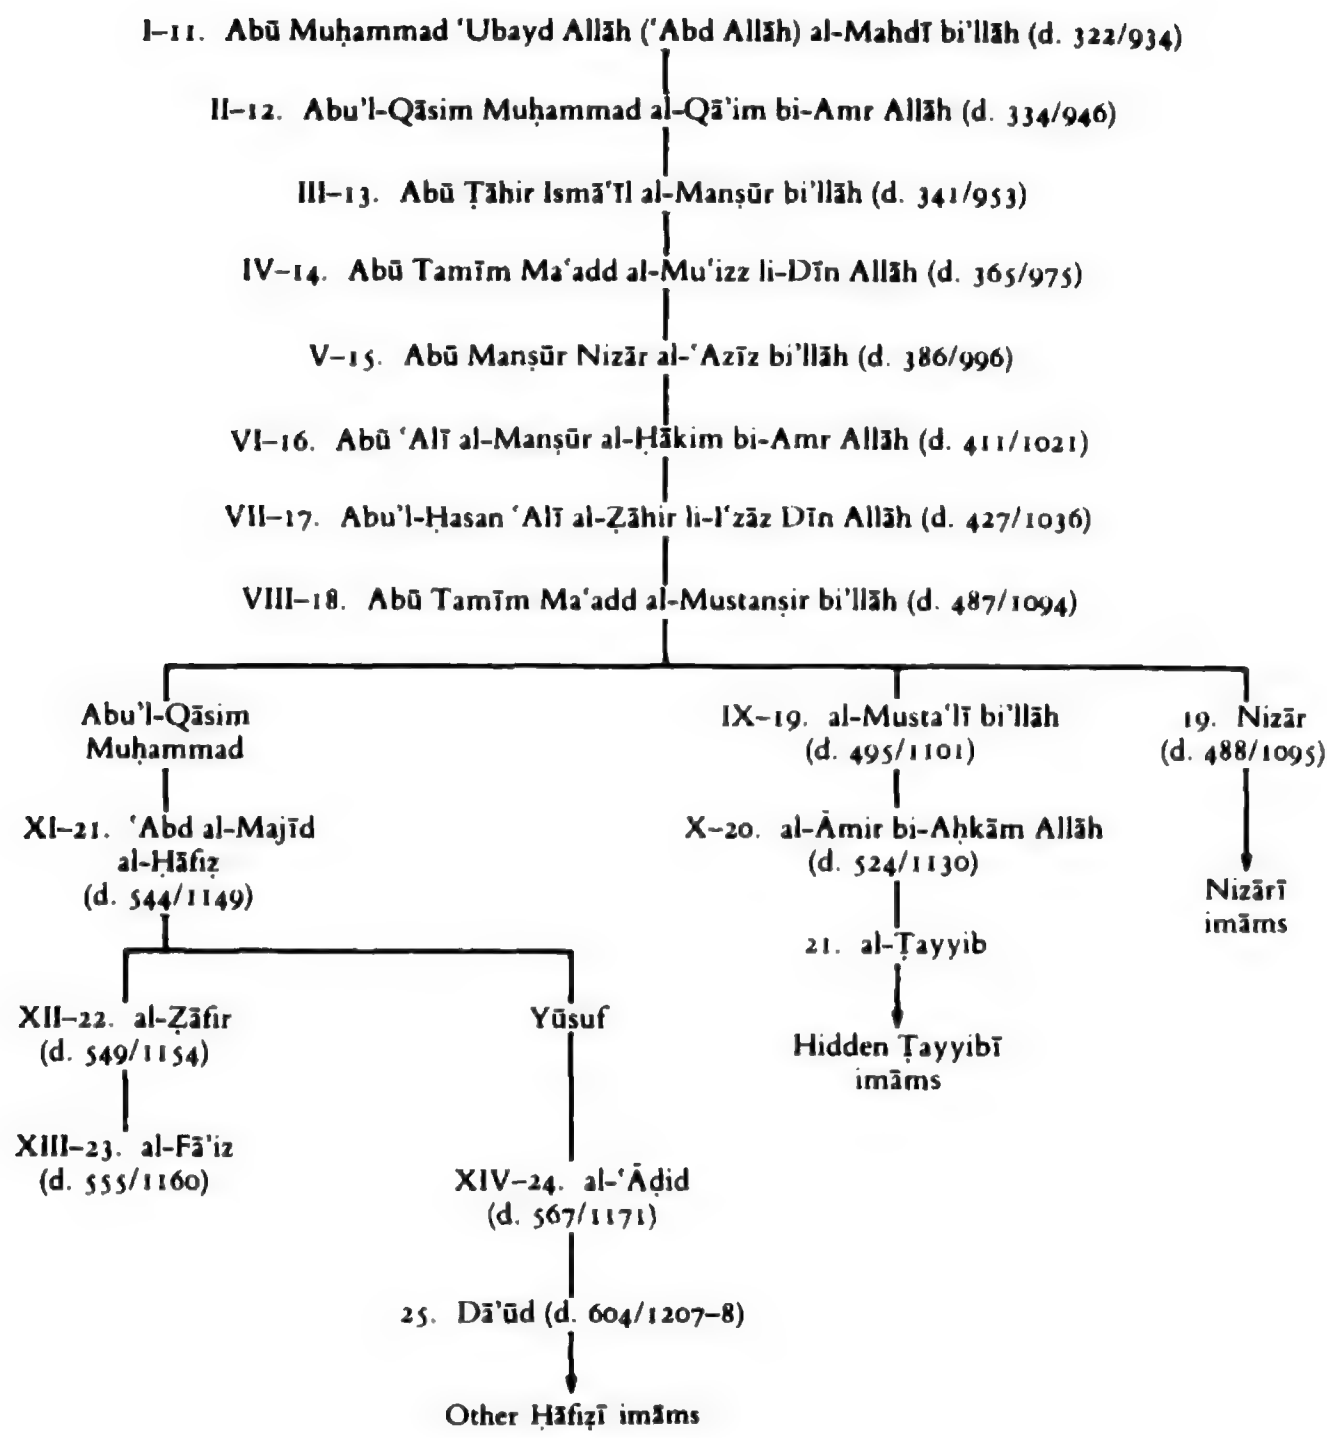 I–11. Abū Muḥammad ‘Ubayd Allāh (‘Abd Allāh) al-Mahdī bi’llāh (d. 322/934)
II–12. Abu’l-Qāsim Muḥammad al-Qā’im bi-Amr Allāh (d. 334/946)
III–13. Abū Ṭāhir Ismā‘īl al-Manṣūr bi’llāh (d. 341/953)
IV–14. Abū Tamīm Ma‘add al-Mu‘izz li-Dīn Allāh (d. 365/975)
V–15. Abū Manṣūr Nizār al-‘Azīz bi’llāh (d. 386/996)
VI–16. Abū ‘Alī al-Manṣūr al-Ḥākim bi-Amr Allāh (d. 411/1021)
VII–17. Abu’l-Ḥasan ‘Alī al-Ẓāhir li-I‘zāz Dīn Allāh (d. 427/1036)
VIII–18. Abū Tamīm Ma‘add al-Mustanṣir bi’llāh (d. 487/1094)
Abu’l-Qāsim
Muḥammad
IX–19. al-Musta‘lī bi’llāh
(d. 495/1101)
19. Nizār
(d. 488/1095)
XI–21. ‘Abd al-Majīd
al-Ḥāfiẓ
(d. 544/1149)
X–20. al-Āmir bi-Aḥkām Allāh
(d. 524/1130)
Nizārī
imāms
21. al-Ṭayyib
XII–22. al-Ẓāfir
(d. 549/1154)
Yūsuf
Hidden Ṭayyibī
imāms
XIII–23. al-Fā’iz
(d. 555/1160)
XIV–24. al-‘Āḍid
(d. 567/1171)
25. Dā’ūd (d. 604/1207–8)
Other Ḥāfiẓī imāms